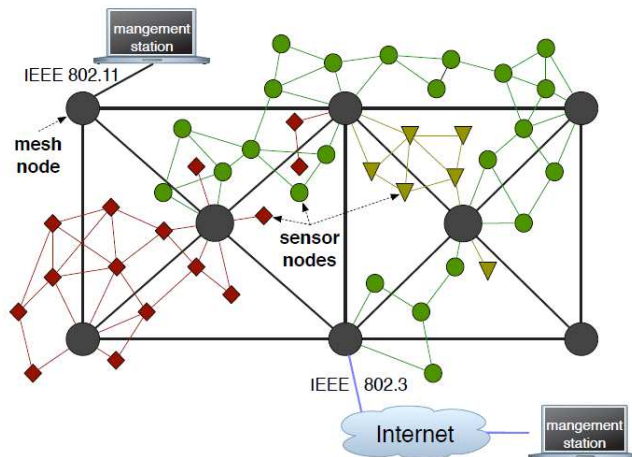 mangement
station
IEEE 802.11
mesh
node
sensor
nodes
IEEE 802.3
Internet
mangement
station